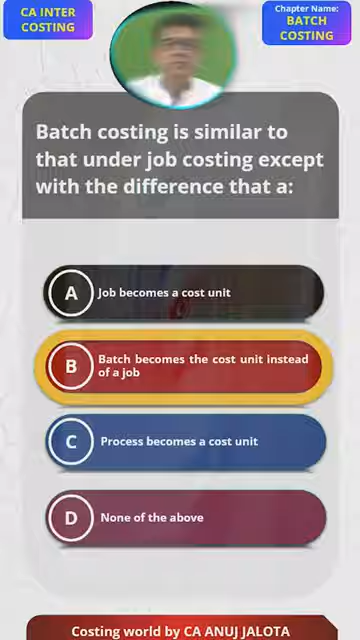 CA INTER
COSTING
Chapter Name:
BATCH
COSTING
Batch costing is similar to
that under job costing except
with the difference that a:
A
Job becomes a cost unit
B
Batch becomes the cost unit instead
of a job
C
Process becomes a cost unit
D
None of the above
Costing world by CA ANUJ JALOTA